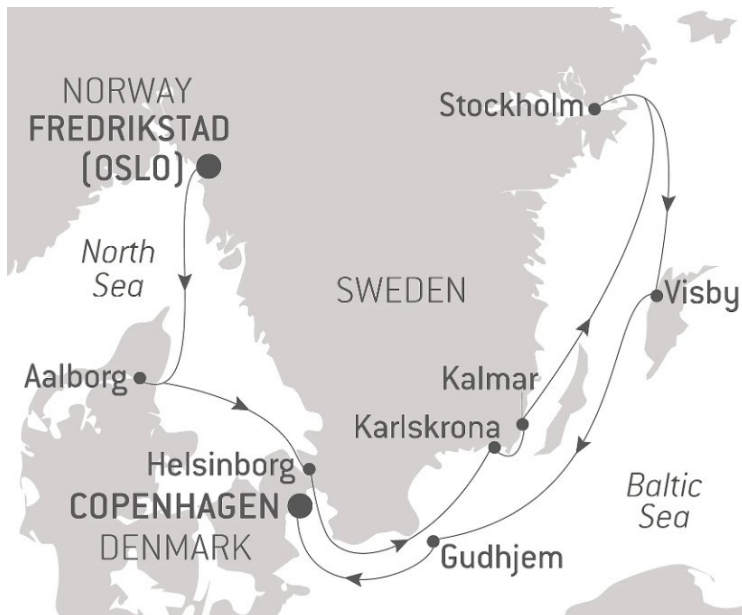 NORWAY
FREDRIKSTAD
(OSLO)
Stockholm
North
Sea
SWEDEN
Visby
Aalborg
Kalmar
Karlskrona
Helsinborg
COPENHAGEN
DENMARK
Gudhjem
Baltic
Sea